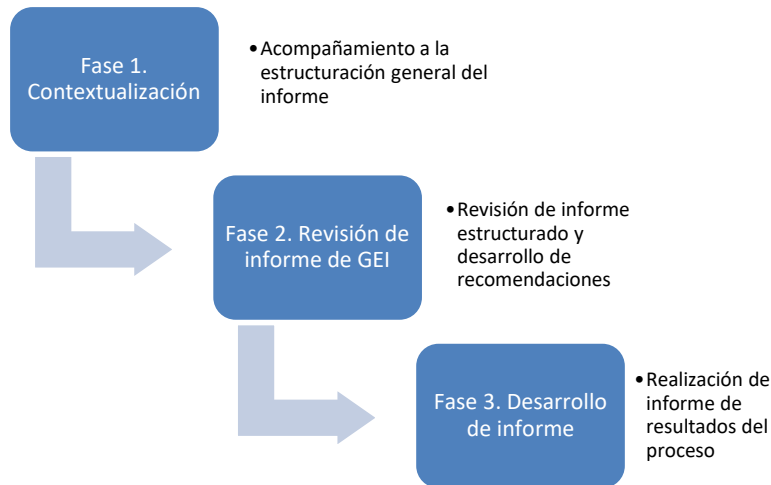 Fase 1.
Contextualización
•Acompañamiento a la
estructuración general del
informe
Fase 2. Revisión de
informe de GEI
•Revisión de informe
estructurado y
desarrollo de
recomendaciones
Fase 3. Desarrollo
de informe
•Realización de
informe de
resultados del
proceso